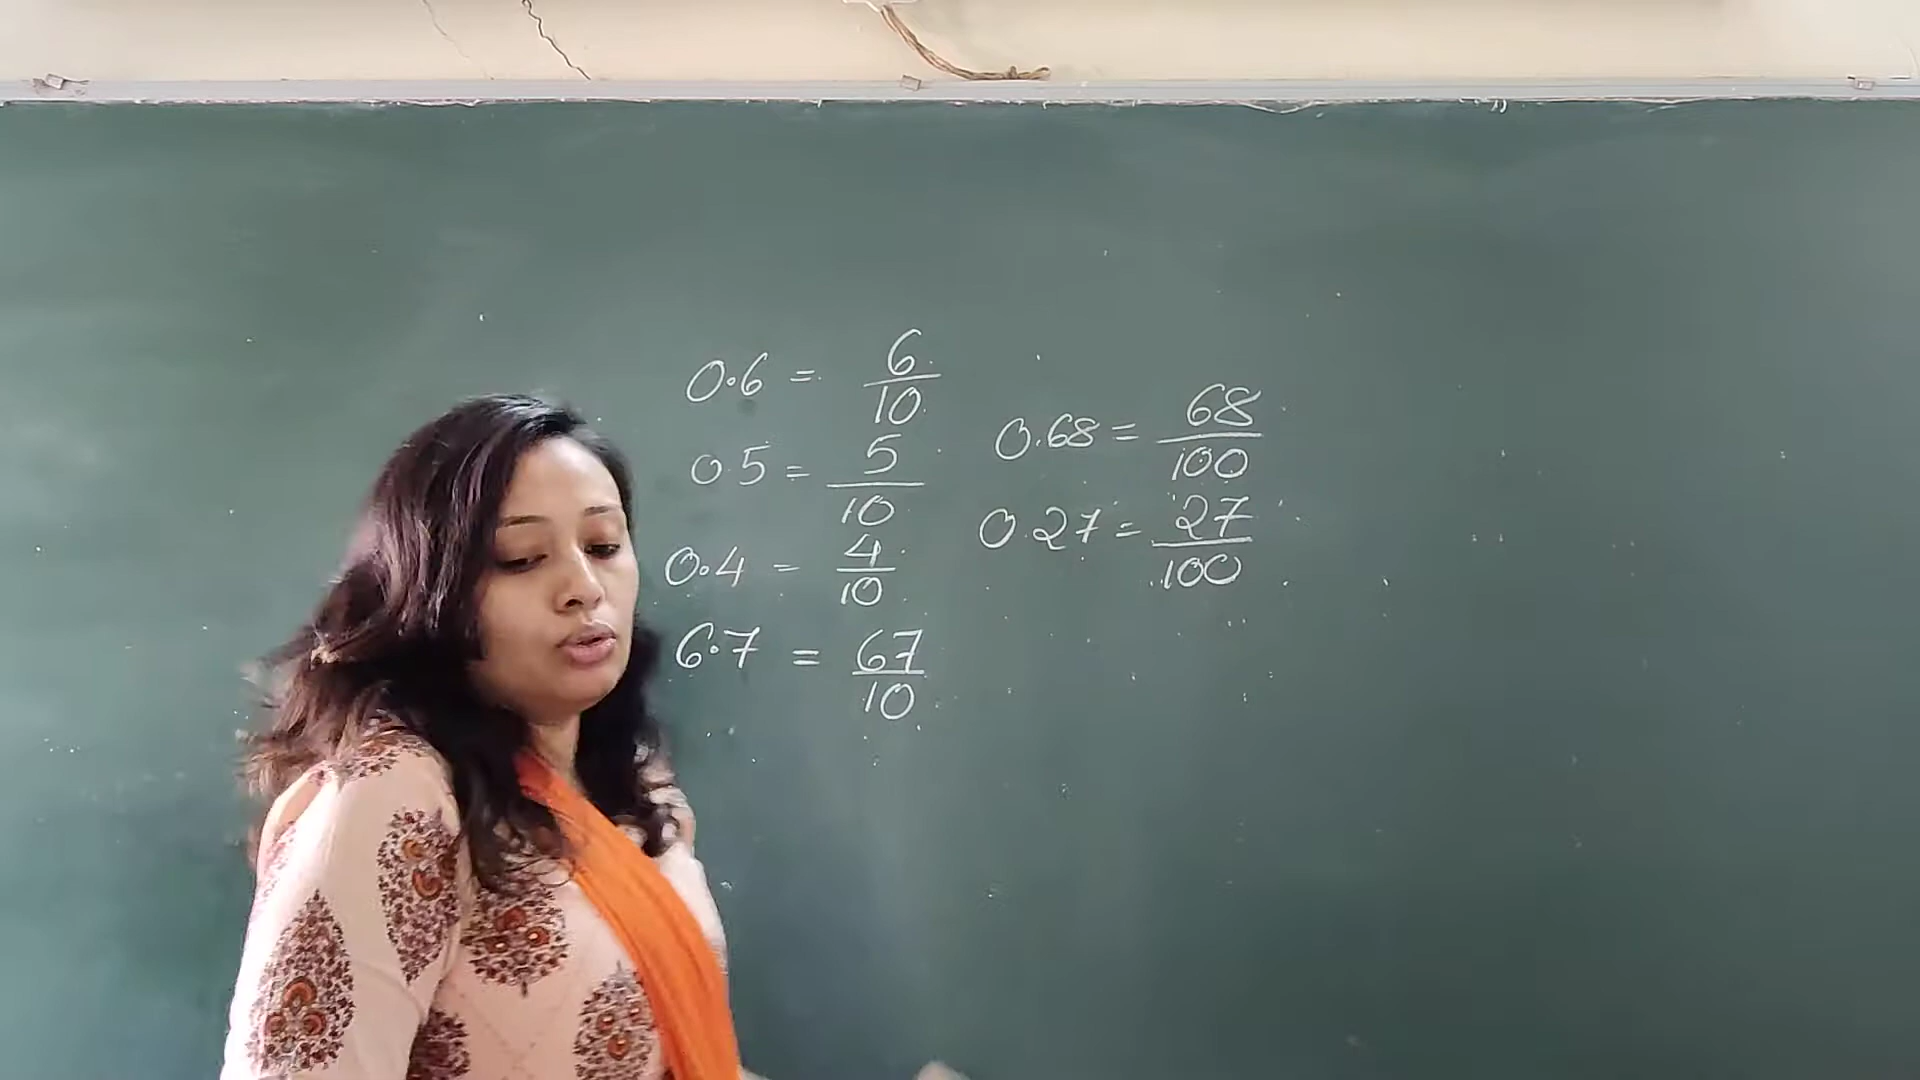 0.6 = 6/10
0.5 = 5/10
0.4 = 4/10
6.7 = 67/10
0.68 = 68/100
0.27 = 27/100